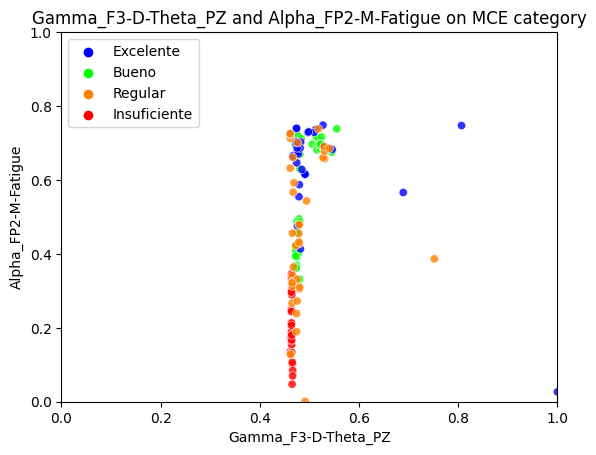 Gamma_F3-D-Theta_PZ and Alpha_FP2-M-Fatigue on MCE category
Excelente
Bueno
Regular
Insuficiente
Alpha_FP2-M-Fatigue
1.0
0.8
0.6
0.4
0.2
0.0
0.0 0.2 0.4 0.6 0.8 1.0
Gamma_F3-D-Theta_PZ